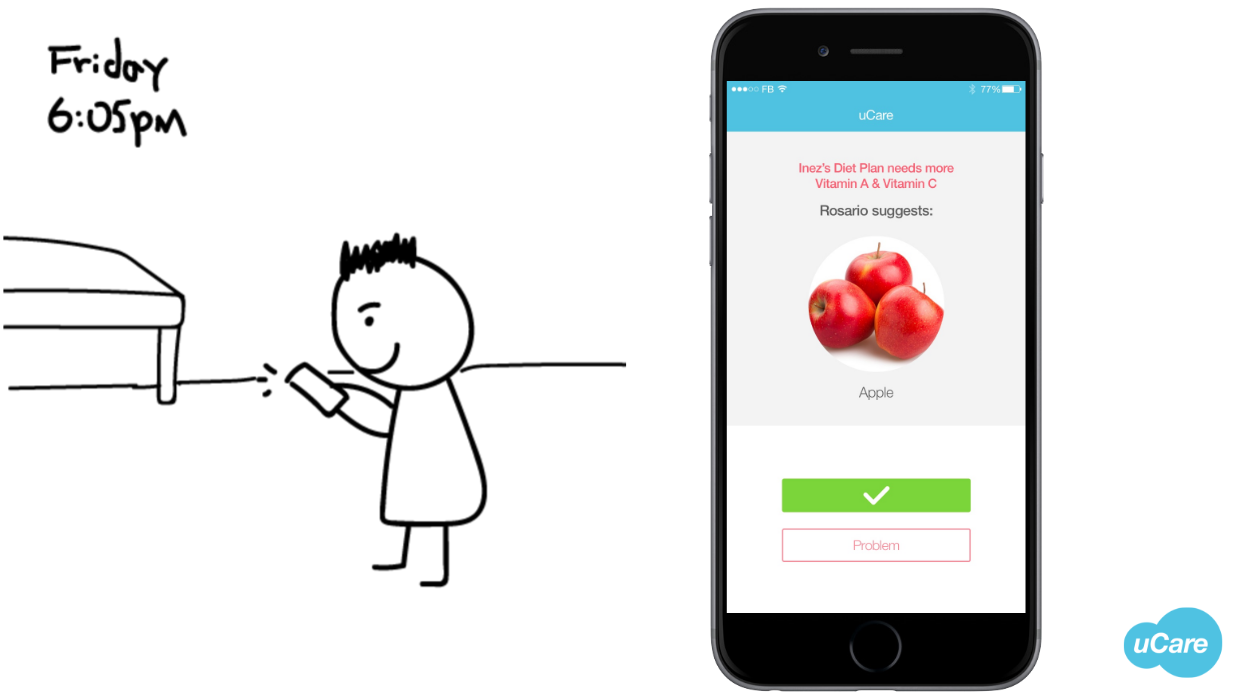 Friday
6:05pm
FB 77%
uCare
Inez's Diet Plan needs more
Vitamin A & Vitamin C
Rosario suggests:
Apple
Problem
uCare